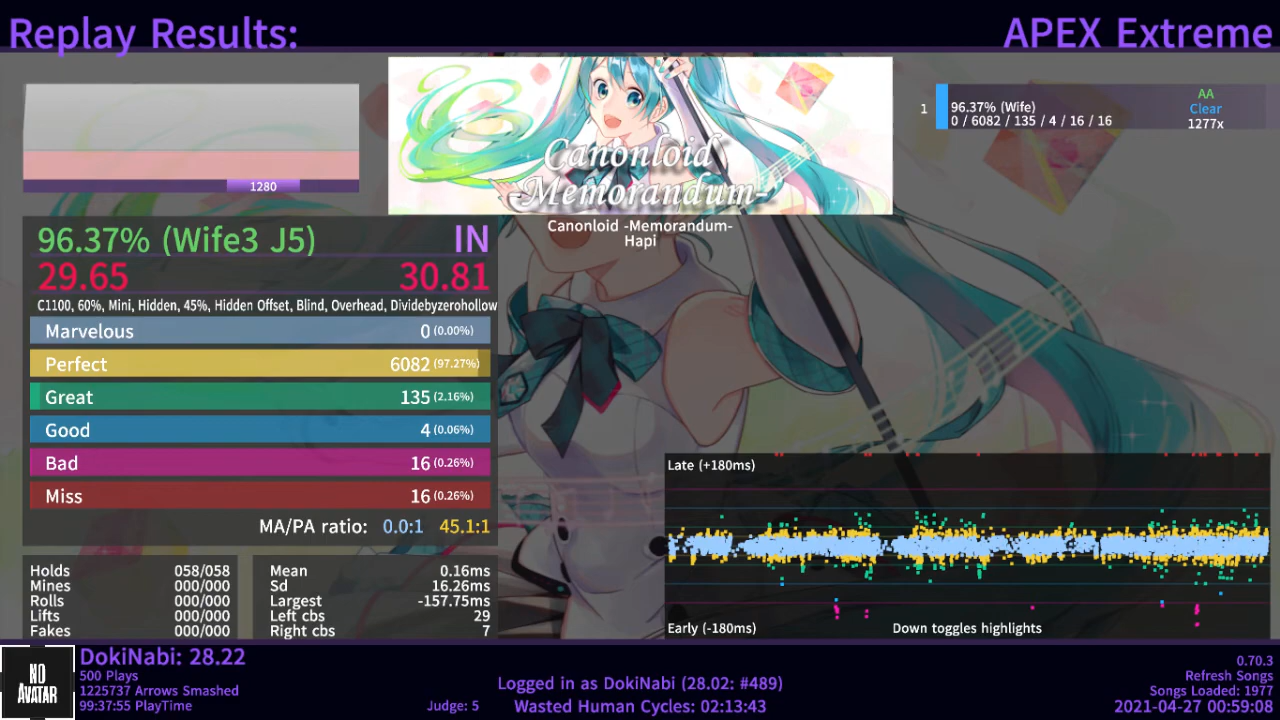 Replay Results:
APEX Extreme
1280
Canonloid
-Memorandum-
Canonloid -Memorandum-
Hapi
1
96.37% (Wife)
0 / 6082 / 135 / 4 / 16 / 16
AA
Clear
1277x
96.37% (Wife3 J5)
IN
29.65
30.81
C1100, 60%, Mini, Hidden, 45%, Hidden Offset, Blind, Overhead, Dividebyzerohollow
Marvelous 0 (0.00%)
Perfect 6082 (97.27%)
Great 135 (2.16%)
Good 4 (0.06%)
Bad 16 (0.26%)
Miss 16 (0.26%)
MA/PA ratio: 0.0:1 45.1:1
Holds 058/058
Mines 000/000
Rolls 000/000
Lifts 000/000
Fakes 000/000
Mean 0.16ms
Sd 16.26ms
Largest -157.75ms
Left cbs 29
Right cbs 7
Late (+180ms)
Early (-180ms)
Down toggles highlights
NO
AVATAR
DokiNabi: 28.22
500 Plays
1225737 Arrows Smashed
99:37:55 PlayTime
Judge: 5
Logged in as DokiNabi (28.02: #489)
Wasted Human Cycles: 02:13:43
0.70.3
Refresh Songs
Songs Loaded: 1977
2021-04-27 00:59:08